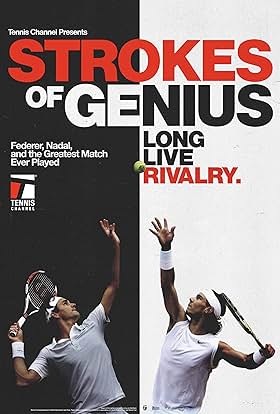 Tennis Channel Presents
STROKES
OF GENIUS
Federer, Nadal,
and the Greatest Match
Ever Played
LONG
LIVE
RIVALRY.
T
TENNIS
CHANNEL